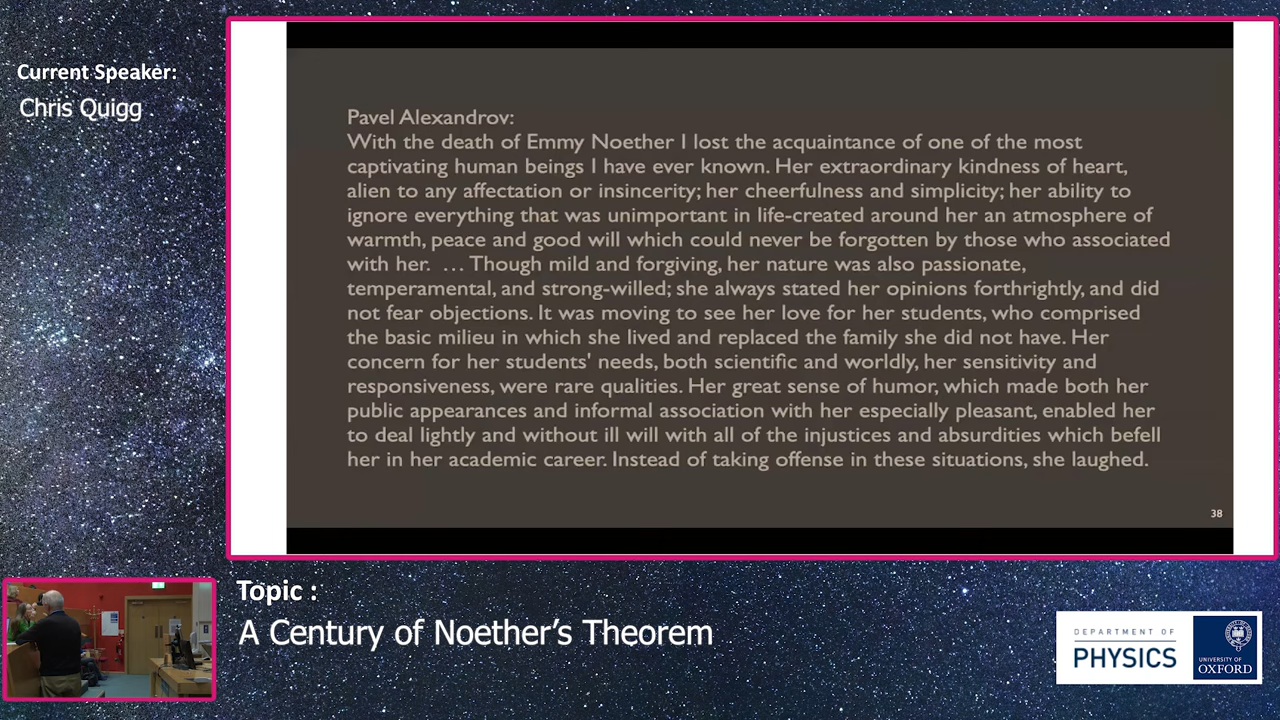 Current Speaker:
Chris Quigg
Pavel Alexandrov:
With the death of Emmy Noether I lost the acquaintance of one of the most
captivating human beings I have ever known. Her extraordinary kindness of heart,
alien to any affectation or insincerity; her cheerfulness and simplicity; her ability to
ignore everything that was unimportant in life-created around her an atmosphere of
warmth, peace and good will which could never be forgotten by those who associated
with her. … Though mild and forgiving, her nature was also passionate,
temperamental, and strong-willed; she always stated her opinions forthrightly, and did
not fear objections. It was moving to see her love for her students, who comprised
the basic milieu in which she lived and replaced the family she did not have. Her
concern for her students' needs, both scientific and worldly, her sensitivity and
responsiveness, were rare qualities. Her great sense of humor, which made both her
public appearances and informal association with her especially pleasant, enabled her
to deal lightly and without ill will with all of the injustices and absurdities which befell
her in her academic career. Instead of taking offense in these situations, she laughed.
38
Topic :
A Century of Noether's Theorem
DEPARTMENT OF
PHYSICS
UNIVERSITY OF
OXFORD